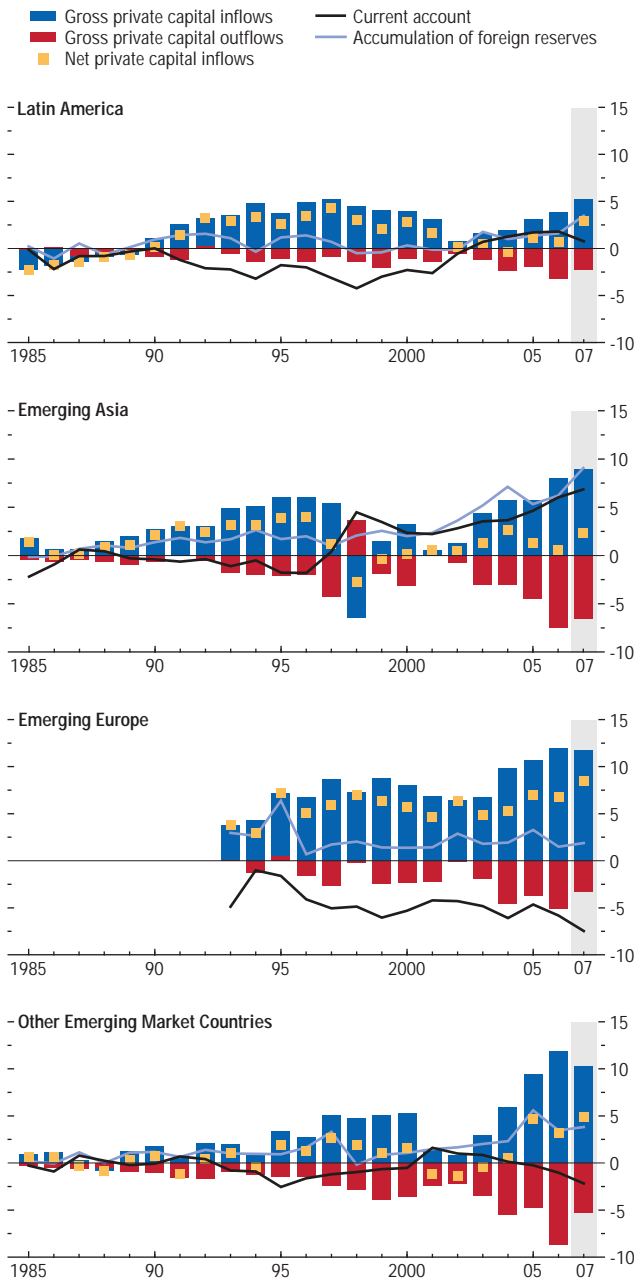 Gross private capital inflows
Gross private capital outflows
Net private capital inflows
Current account
Accumulation of foreign reserves
Latin America
15
10
5
0
-5
-10
1985 90 95 2000 05 07
Emerging Asia
15
10
5
0
-5
-10
1985 90 95 2000 05 07
Emerging Europe
15
10
5
0
-5
-10
1985 90 95 2000 05 07
Other Emerging Market Countries
15
10
5
0
-5
-10
1985 90 95 2000 05 07